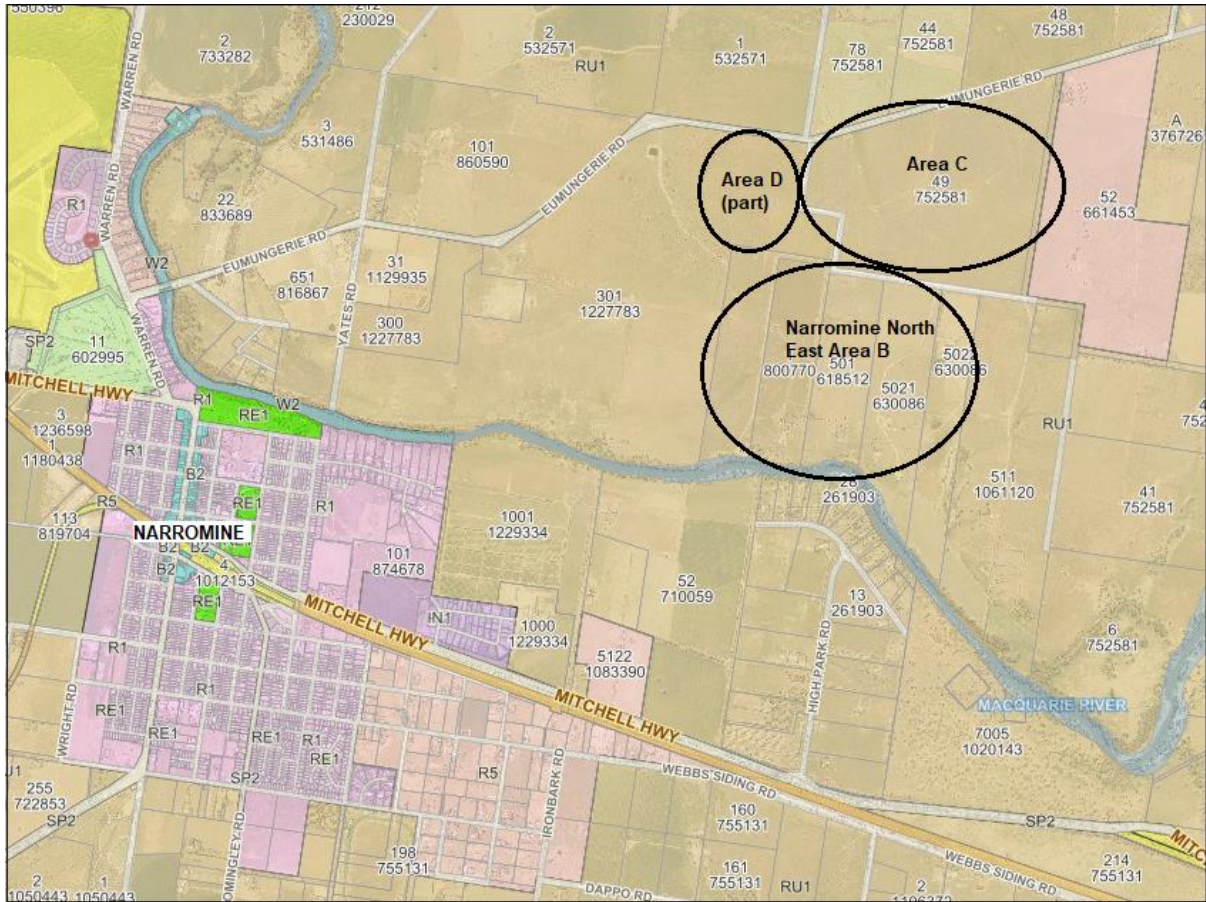 550396
212
230029
2
733282
2
532571
RU1
1
532571
78
752581
44
752581
48
752581
WARREN RD
3
531486
101
860590
EUMUNGERIE RD
EUMUNGERIE RD
A
376726
Area D
(part)
Area C
49
752581
52
661453
R1
WARREN RD
22
833689
W2
EUMUNGERIE RD
651
816867
31
1129935
YATES RD
300
1227783
301
1227783
Narromine North
East Area B
800770
501
618512
5021
630086
5022
630086
RU1
SP2
11
602995
WARREN RD
MITCHELL HWY
R1
RE1
W2
3
1236598
1
1180438
R1
B2
R5
RE1
R1
113
819704
NARROMINE
B2
B2
4
1012153
RE1
101
874678
IN1
1001
1229334
1000
1229334
52
710059
28
261903
13
261903
511
1061120
41
752581
6
752581
MITCHELL HWY
5122
1083390
MITCHELL HWY
HIGH PARK RD
MACQUARIE RIVER
7005
1020143
R1
WRIGHT RD
R1
RE1
RE1
RE1
R1
RE1
R5
SP2
IRONBARK RD
WEBBS SIDING RD
255
722853
SP2
198
755131
160
755131
161
755131
SP2
WEBBS SIDING RD
214
755131
2
1050443
1
1050443
DAPPO RD
RU1
2